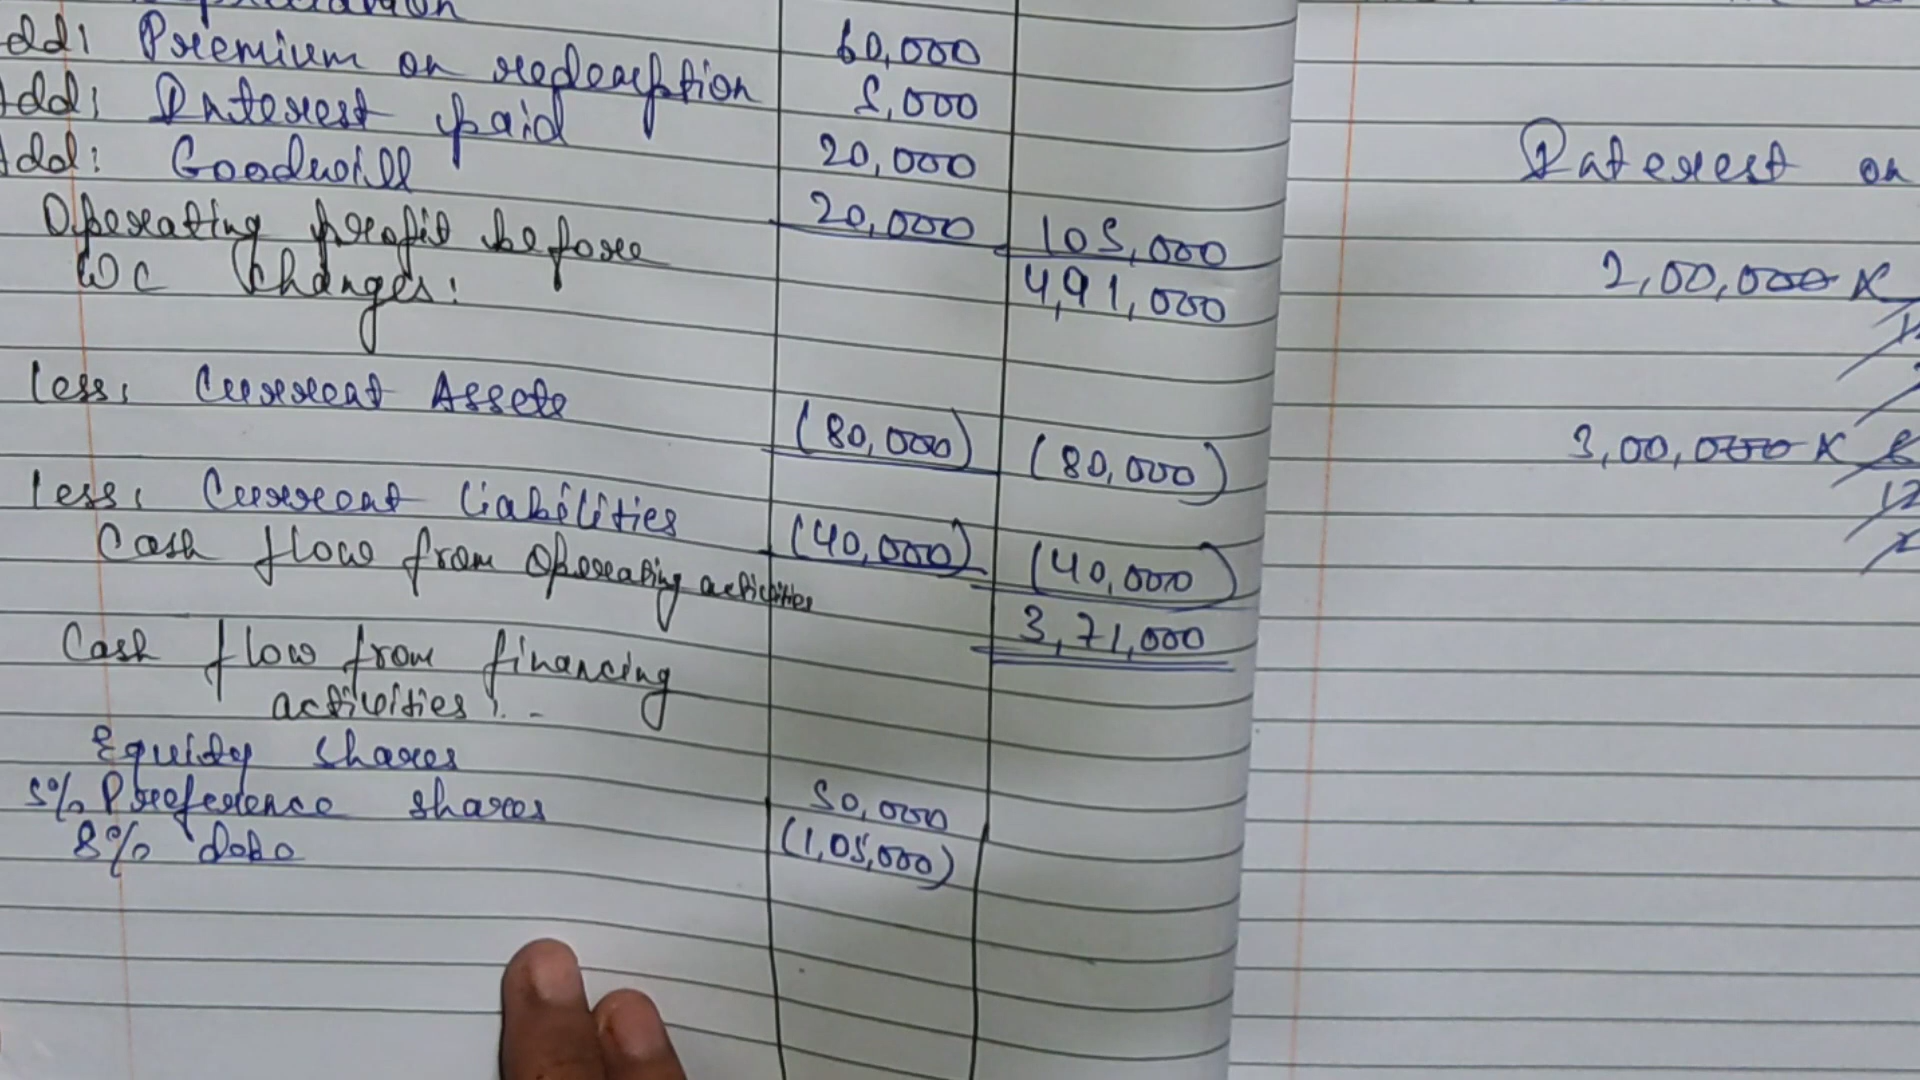 Add: Premium on redemption 60,000
Add: Interest paid 5,000
Add: Goodwill 20,000
Operating profit before 20,000 105,000
WC Changes: 4,91,000
Less: Current Assets (80,000) (80,000)
Less: Current Liabilities (40,000) (40,000)
Cash flow from Operating activities 3,71,000
Cash flow from financing
activities:-
Equity Shares
5% Preference shares 50,000
8% debe (1,05,000)
Interest on
2,00,000 x
3,00,000 x 8
12